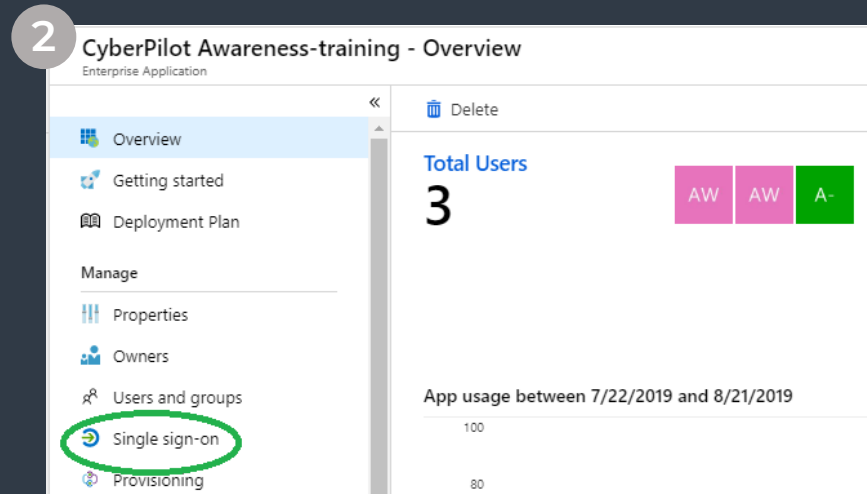 2
CyberPilot Awareness-training - Overview
Enterprise Application
«
Overview
Getting started
Deployment Plan
Manage
Properties
Owners
Users and groups
Single sign-on
Provisioning
Delete
Total Users
3
AW AW A-
App usage between 7/22/2019 and 8/21/2019
100
80